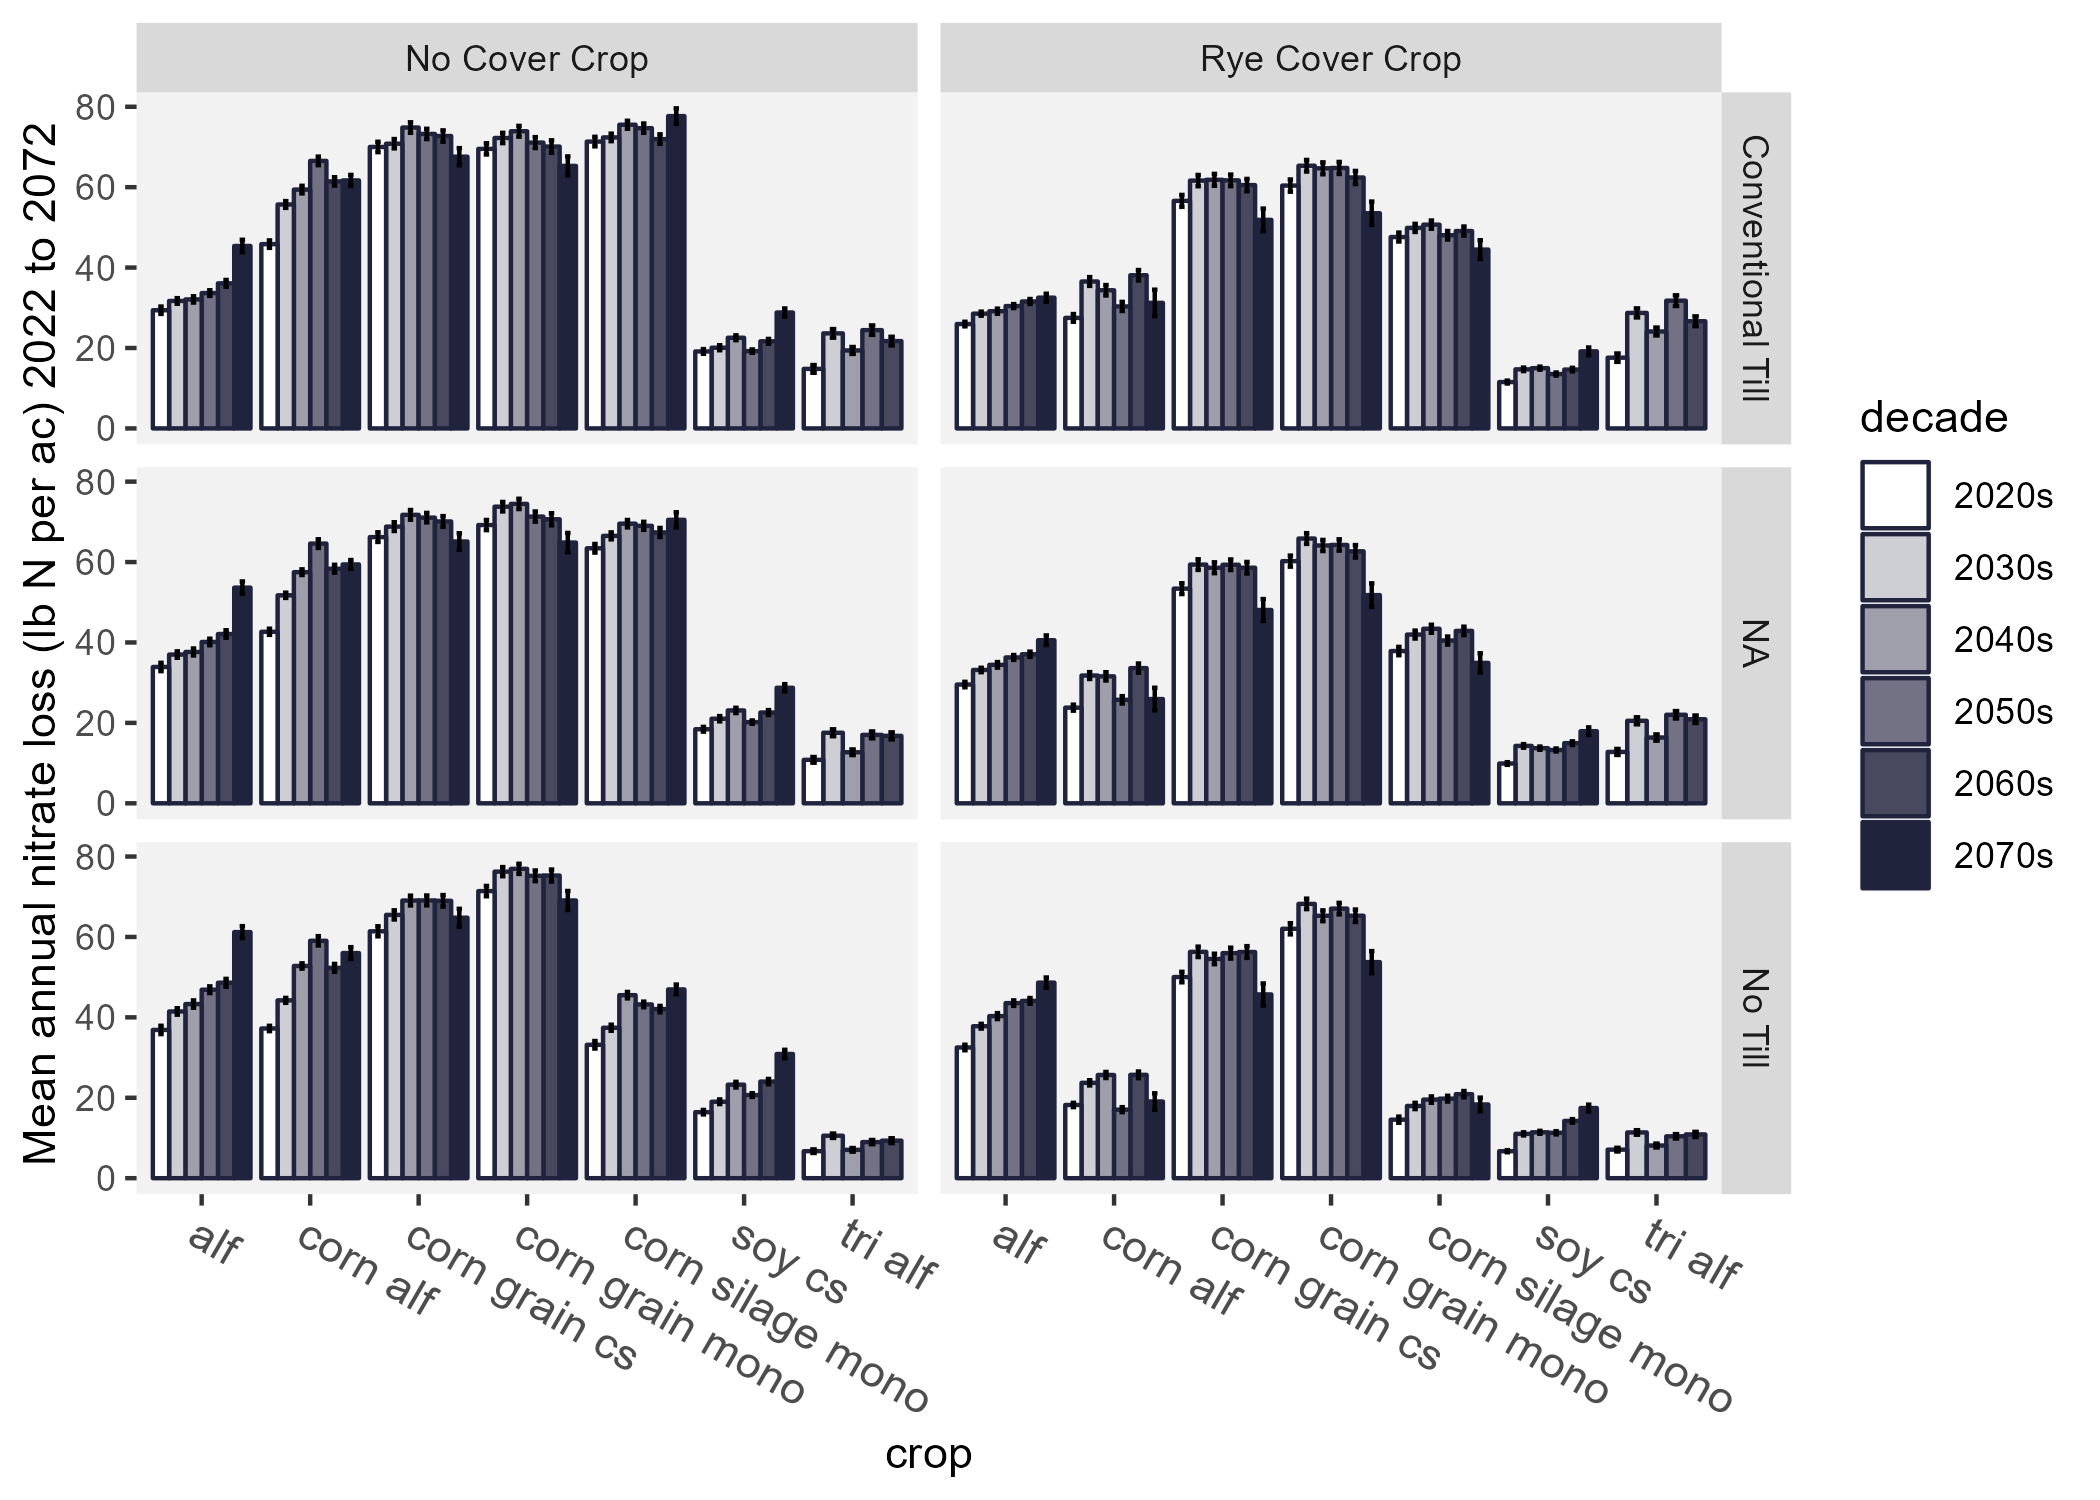 No Cover Crop
Rye Cover Crop
Mean annual nitrate loss (lb N per ac) 2022 to 2072
80
60
40
20
0
Conventional Till
80
60
40
20
0
NA
80
60
40
20
0
No Till
alf
corn alf
corn grain cs
corn grain mono
corn silage mono
soy cs
tri alf
alf
corn alf
corn grain cs
corn grain mono
corn silage mono
soy cs
tri alf
crop
decade
2020s
2030s
2040s
2050s
2060s
2070s